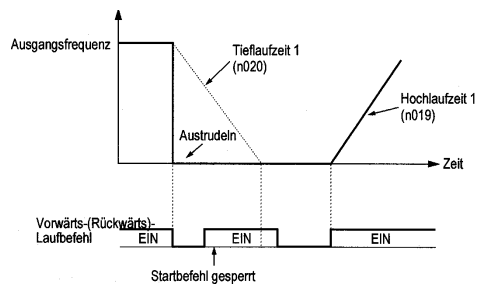 Ausgangsfrequenz
Tieflaufzeit 1
(n020)
Hochlaufzeit 1
(n019)
Austrudeln
Zeit
Vorwärts-(Rückwärts)-
Laufbefehl
EIN
EIN
EIN
Startbefehl gesperrt